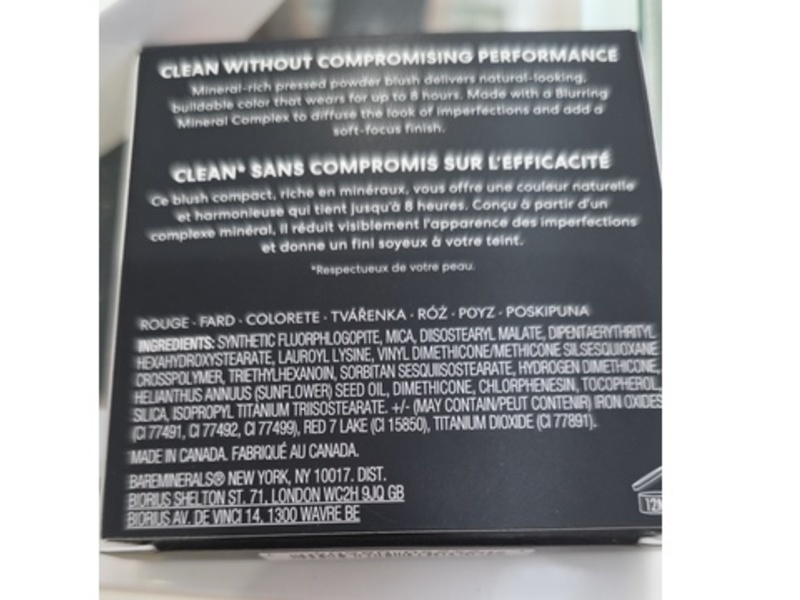 CLEAN WITHOUT COMPROMISING PERFORMANCE
Mineral-rich pressed powder blush delivers natural-looking,
buildable color that wears for up to 8 hours. Made with a Blurring
Mineral Complex to diffuse the look of imperfections and add a
soft-focus finish.
CLEAN* SANS COMPROMIS SUR L'EFFICACITÉ
Ce blush compact, riche en minéraux, vous offre une couleur naturelle
et harmonieuse qui tient jusqu'à 8 heures. Conçu à partir d'un
complexe minéral, il réduit visiblement l'apparence des imperfections
et donne un fini soyeux à votre teint.
*Respectueux de votre peau.
ROUGE · FARD · COLORETE · TVÁŘENKA · RÓŻ · POYZ · POSKIPUNA
INGREDIENTS: SYNTHETIC FLUORPHLOGOPITE, MICA, DIISOSTEARYL MALATE, DIPENTAERYTHRITYL
HEXAHYDROXYSTEARATE, LAUROYL LYSINE, VINYL DIMETHICONE/METHICONE SILSESQUIOXANE
CROSSPOLYMER, TRIETHYLHEXANOIN, SORBITAN SESQUIISOSTEARATE, HYDROGEN DIMETHICONE,
HELIANTHUS ANNUUS (SUNFLOWER) SEED OIL, DIMETHICONE, CHLORPHENESIN, TOCOPHEROL,
SILICA, ISOPROPYL TITANIUM TRIISOSTEARATE. +/- (MAY CONTAIN/PEUT CONTENIR) IRON OXIDES
(CI 77491, CI 77492, CI 77499), RED 7 LAKE (CI 15850), TITANIUM DIOXIDE (CI 77891).
MADE IN CANADA. FABRIQUÉ AU CANADA.
BAREMINERALS® NEW YORK, NY 10017. DIST.
BIORIUS SHELTON ST. 71, LONDON WC2H 9JQ GB
BIORIUS AV. DE VINCI 14, 1300 WAVRE BE
12M